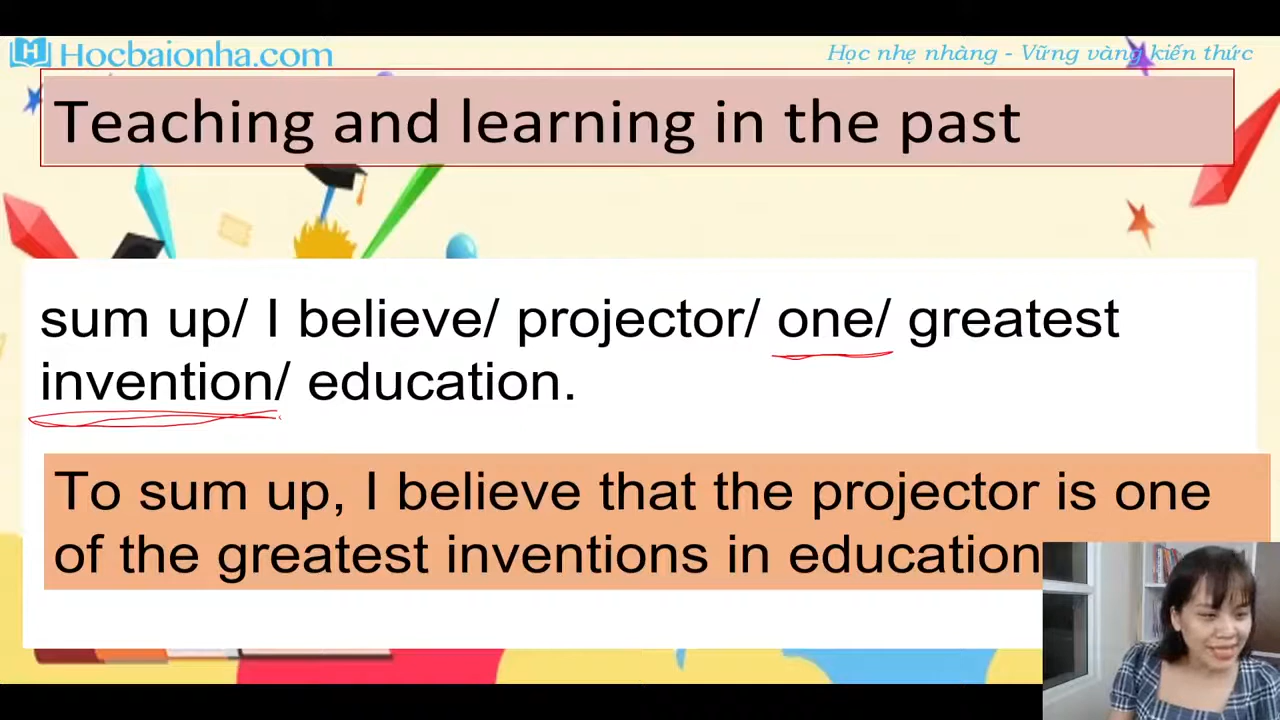 Hocbaionha.com
Học nhẹ nhàng - Vững vàng kiến thức
Teaching and learning in the past
sum up/ I believe/ projector/ one/ greatest
invention/ education.
To sum up, I believe that the projector is one
of the greatest inventions in education